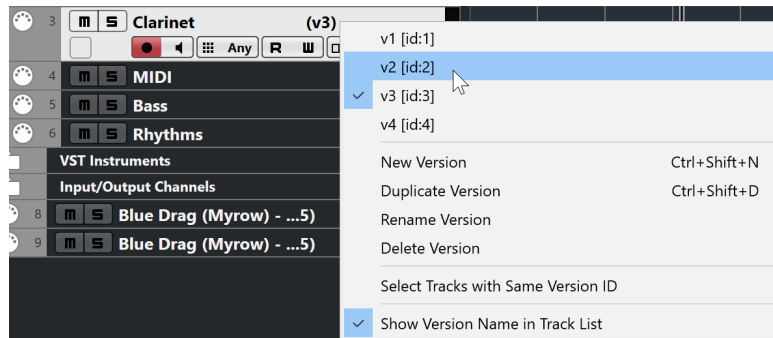 3 m S Clarinet (v3)
Any R W
4 m S MIDI
5 m S Bass
6 m S Rhythms
VST Instruments
Input/Output Channels
8 m S Blue Drag (Myrow) - ...5)
9 m S Blue Drag (Myrow) - ...5)
v1 [id:1]
v2 [id:2]
v3 [id:3]
v4 [id:4]
New Version Ctrl+Shift+N
Duplicate Version Ctrl+Shift+D
Rename Version
Delete Version
Select Tracks with Same Version ID
Show Version Name in Track List